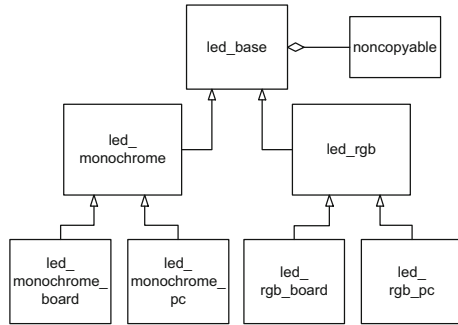 led_base
noncopyable
led_
monochrome
led_rgb
led_
monochrome_
board
led_
monochrome_
pc
led_
rgb_board
led_
rgb_pc